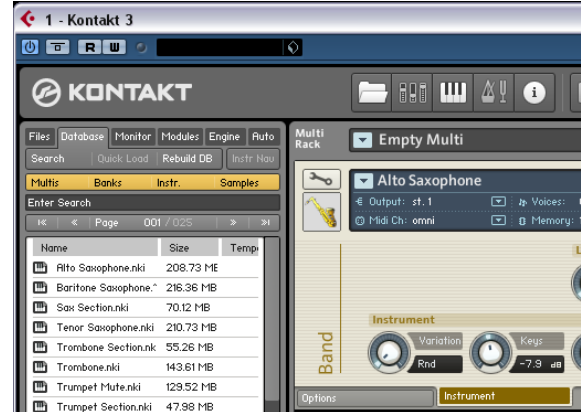 1 - Kontakt 3
R W
KONTAKT
Files Database Monitor Modules Engine Auto
Search Quick Load Rebuild DB Instr Nav
Multis Banks Instr. Samples
Enter Search
Page 001 / 025
Name Size Tempo
Alto Saxophone.nki 208.73 ME
Baritone Saxophone.^ 216.36 MB
Sax Section.nki 70.12 MB
Tenor Saxophone.nki 210.73 MB
Trombone Section.nk 55.26 MB
Trombone.nki 143.61 MB
Trumpet Mute.nki 129.52 MB
Trumpet Section.nki 47.98 MB
Multi
Rack
Empty Multi
Alto Saxophone
Output: st. 1 Voices:
Midi Ch: omni Memory:
Band
Instrument
Variation
Rnd
Keys
-7.9 dB
Options
Instrument